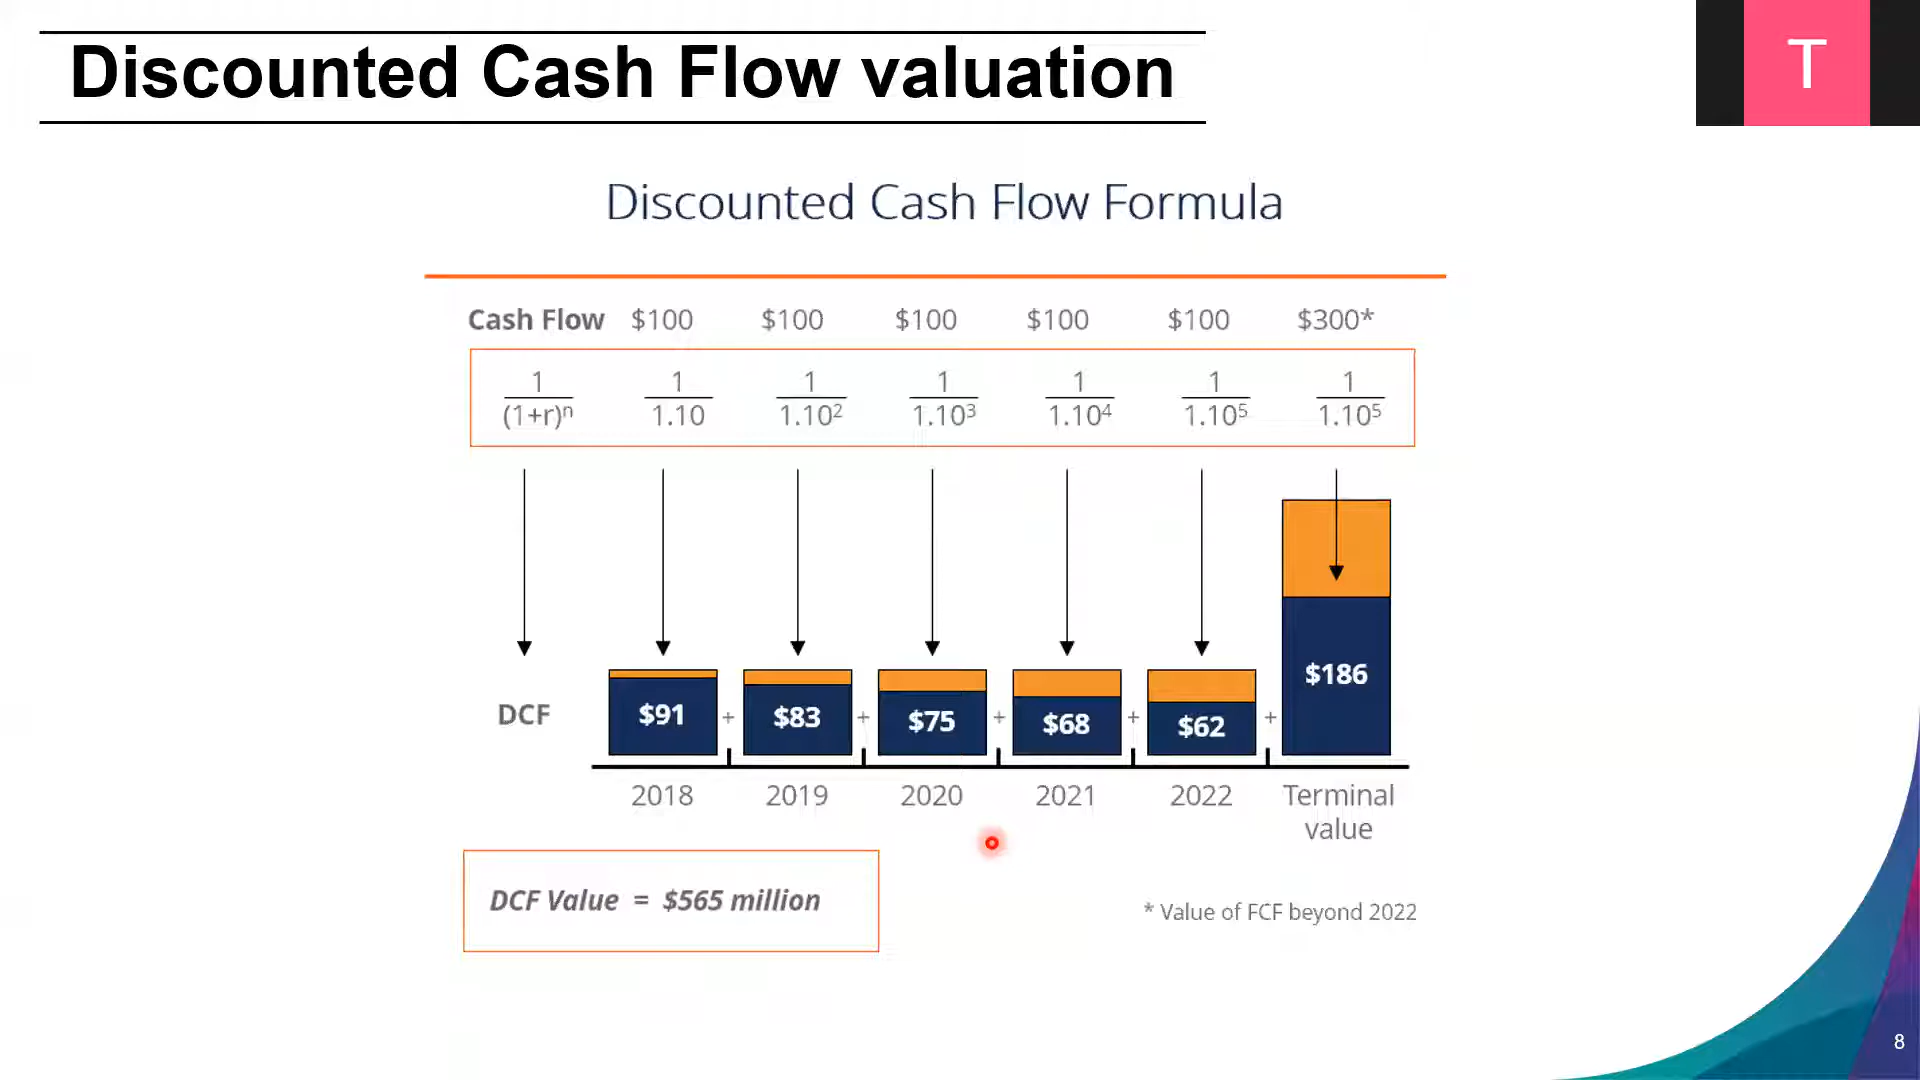 Discounted Cash Flow valuation
T
Discounted Cash Flow Formula
Cash Flow $100 $100 $100 $100 $100 $300*
1 1 1 1 1 1 1
(1+r)ⁿ 1.10 1.10² 1.10³ 1.10⁴ 1.10⁵ 1.10⁵
DCF $91 + $83 + $75 + $68 + $62 + $186
2018 2019 2020 2021 2022 Terminal
value
DCF Value = $565 million
* Value of FCF beyond 2022
8